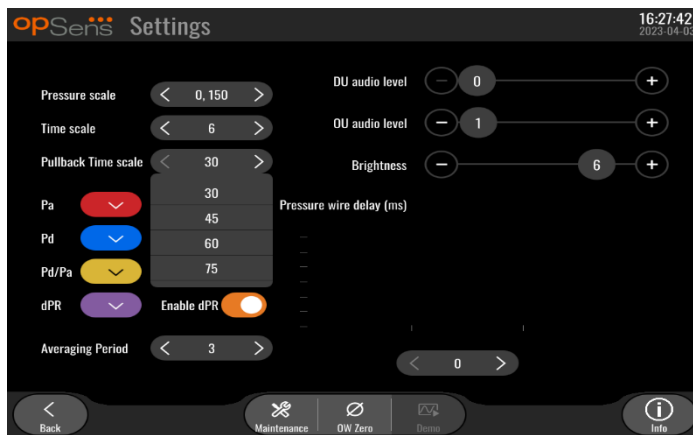 opSens Settings
16:27:42
2023-04-03
Pressure scale 0, 150
Time scale 6
Pullback Time scale 30
30
45
60
75
Pa
Pd
Pd/Pa
dPR Enable dPR
Averaging Period 3
DU audio level − 0 +
OU audio level − 1 +
Brightness − 6 +
Pressure wire delay (ms)
0
Back
Maintenance
OW Zero
Demo
i
Info